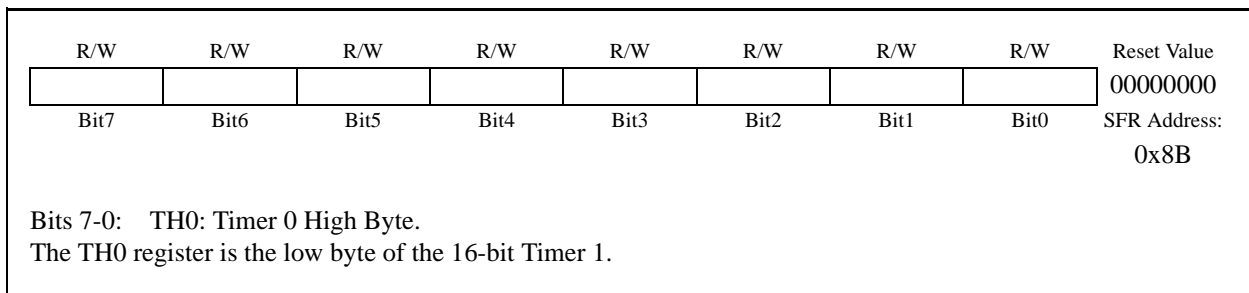 R/W R/W R/W R/W R/W R/W R/W R/W Reset Value
00000000
Bit7 Bit6 Bit5 Bit4 Bit3 Bit2 Bit1 Bit0 SFR Address:
0x8B
Bits 7-0: TH0: Timer 0 High Byte.
The TH0 register is the low byte of the 16-bit Timer 1.